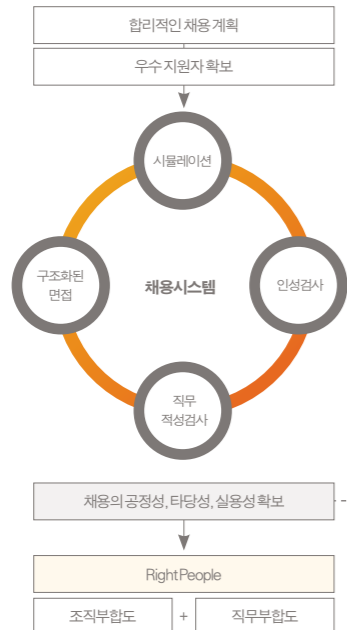 합리적인 채용 계획
우수 지원자 확보
시뮬레이션
구조화된
면접
채용시스템
인성검사
직무
적성검사
채용의 공정성, 타당성, 실용성 확보
Right People
조직부합도 + 직무부합도